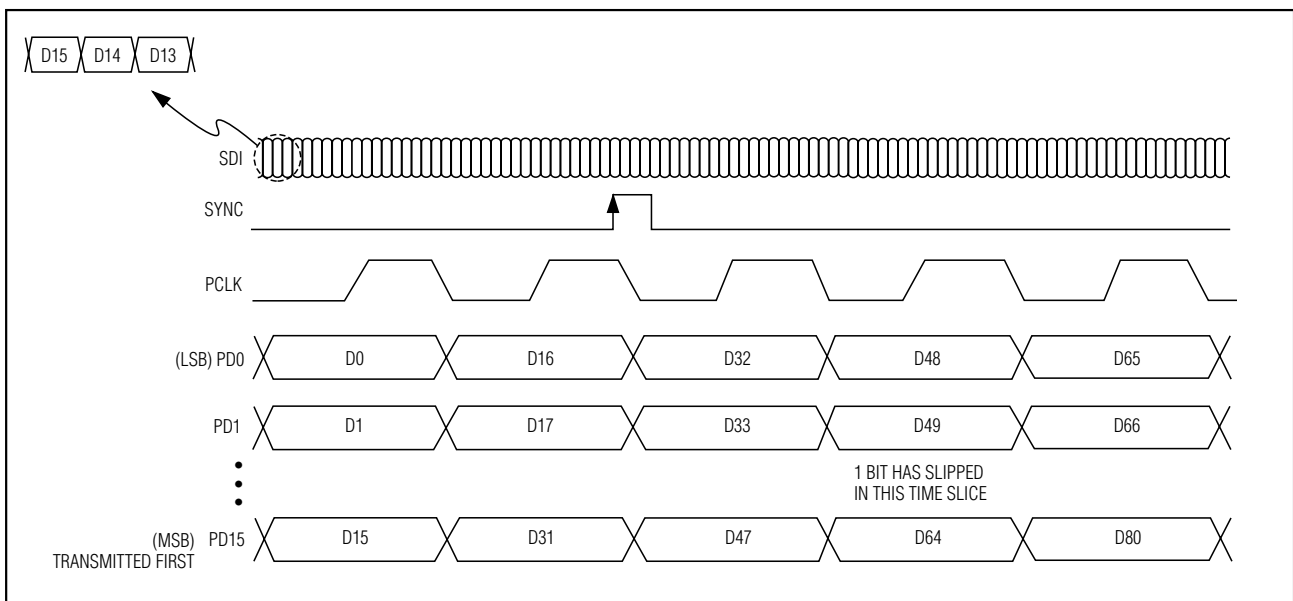 D15 D14 D13
SDI
SYNC
PCLK
(LSB) PD0 D0 D16 D32 D48 D65
PD1 D1 D17 D33 D49 D66
1 BIT HAS SLIPPED
IN THIS TIME SLICE
(MSB) PD15 D15 D31 D47 D64 D80
TRANSMITTED FIRST